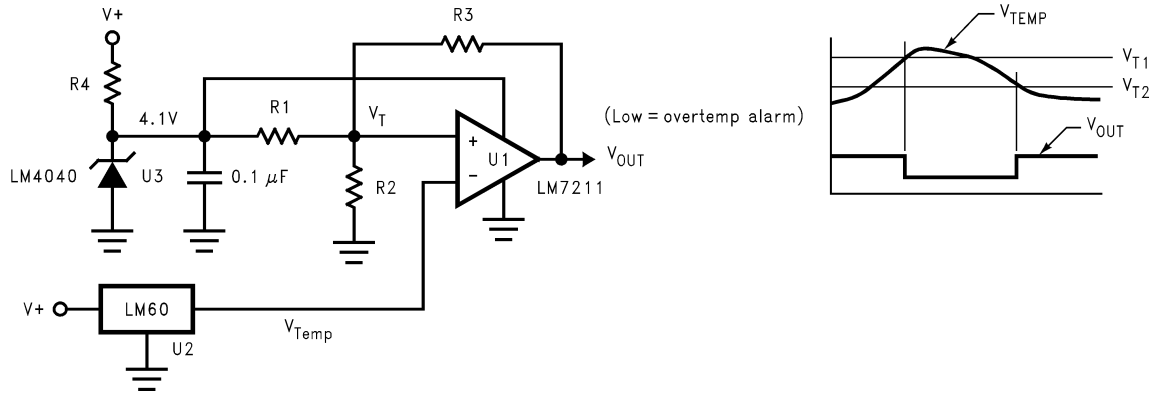 V+
R3
R4
4.1V
R1
V_T
LM4040
U3
0.1 µF
R2
+
−
U1
LM7211
(Low = overtemp alarm)
V_OUT
V+
LM60
U2
V_Temp
V_TEMP
V_T1
V_T2
V_OUT